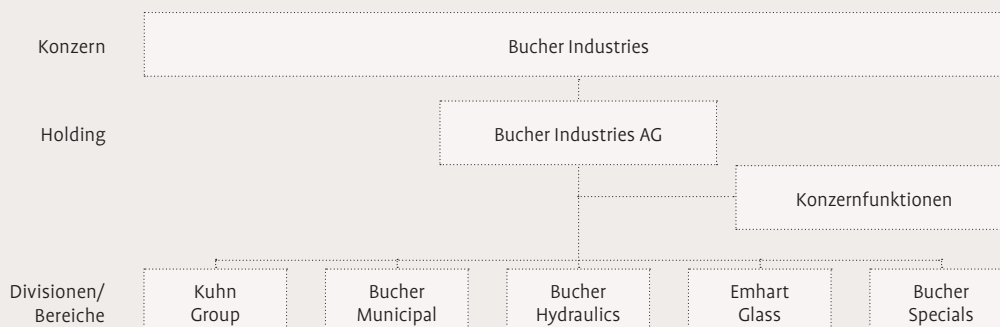 Konzern
Bucher Industries
Holding
Bucher Industries AG
Konzernfunktionen
Divisionen/
Bereiche
Kuhn
Group
Bucher
Municipal
Bucher
Hydraulics
Emhart
Glass
Bucher
Specials